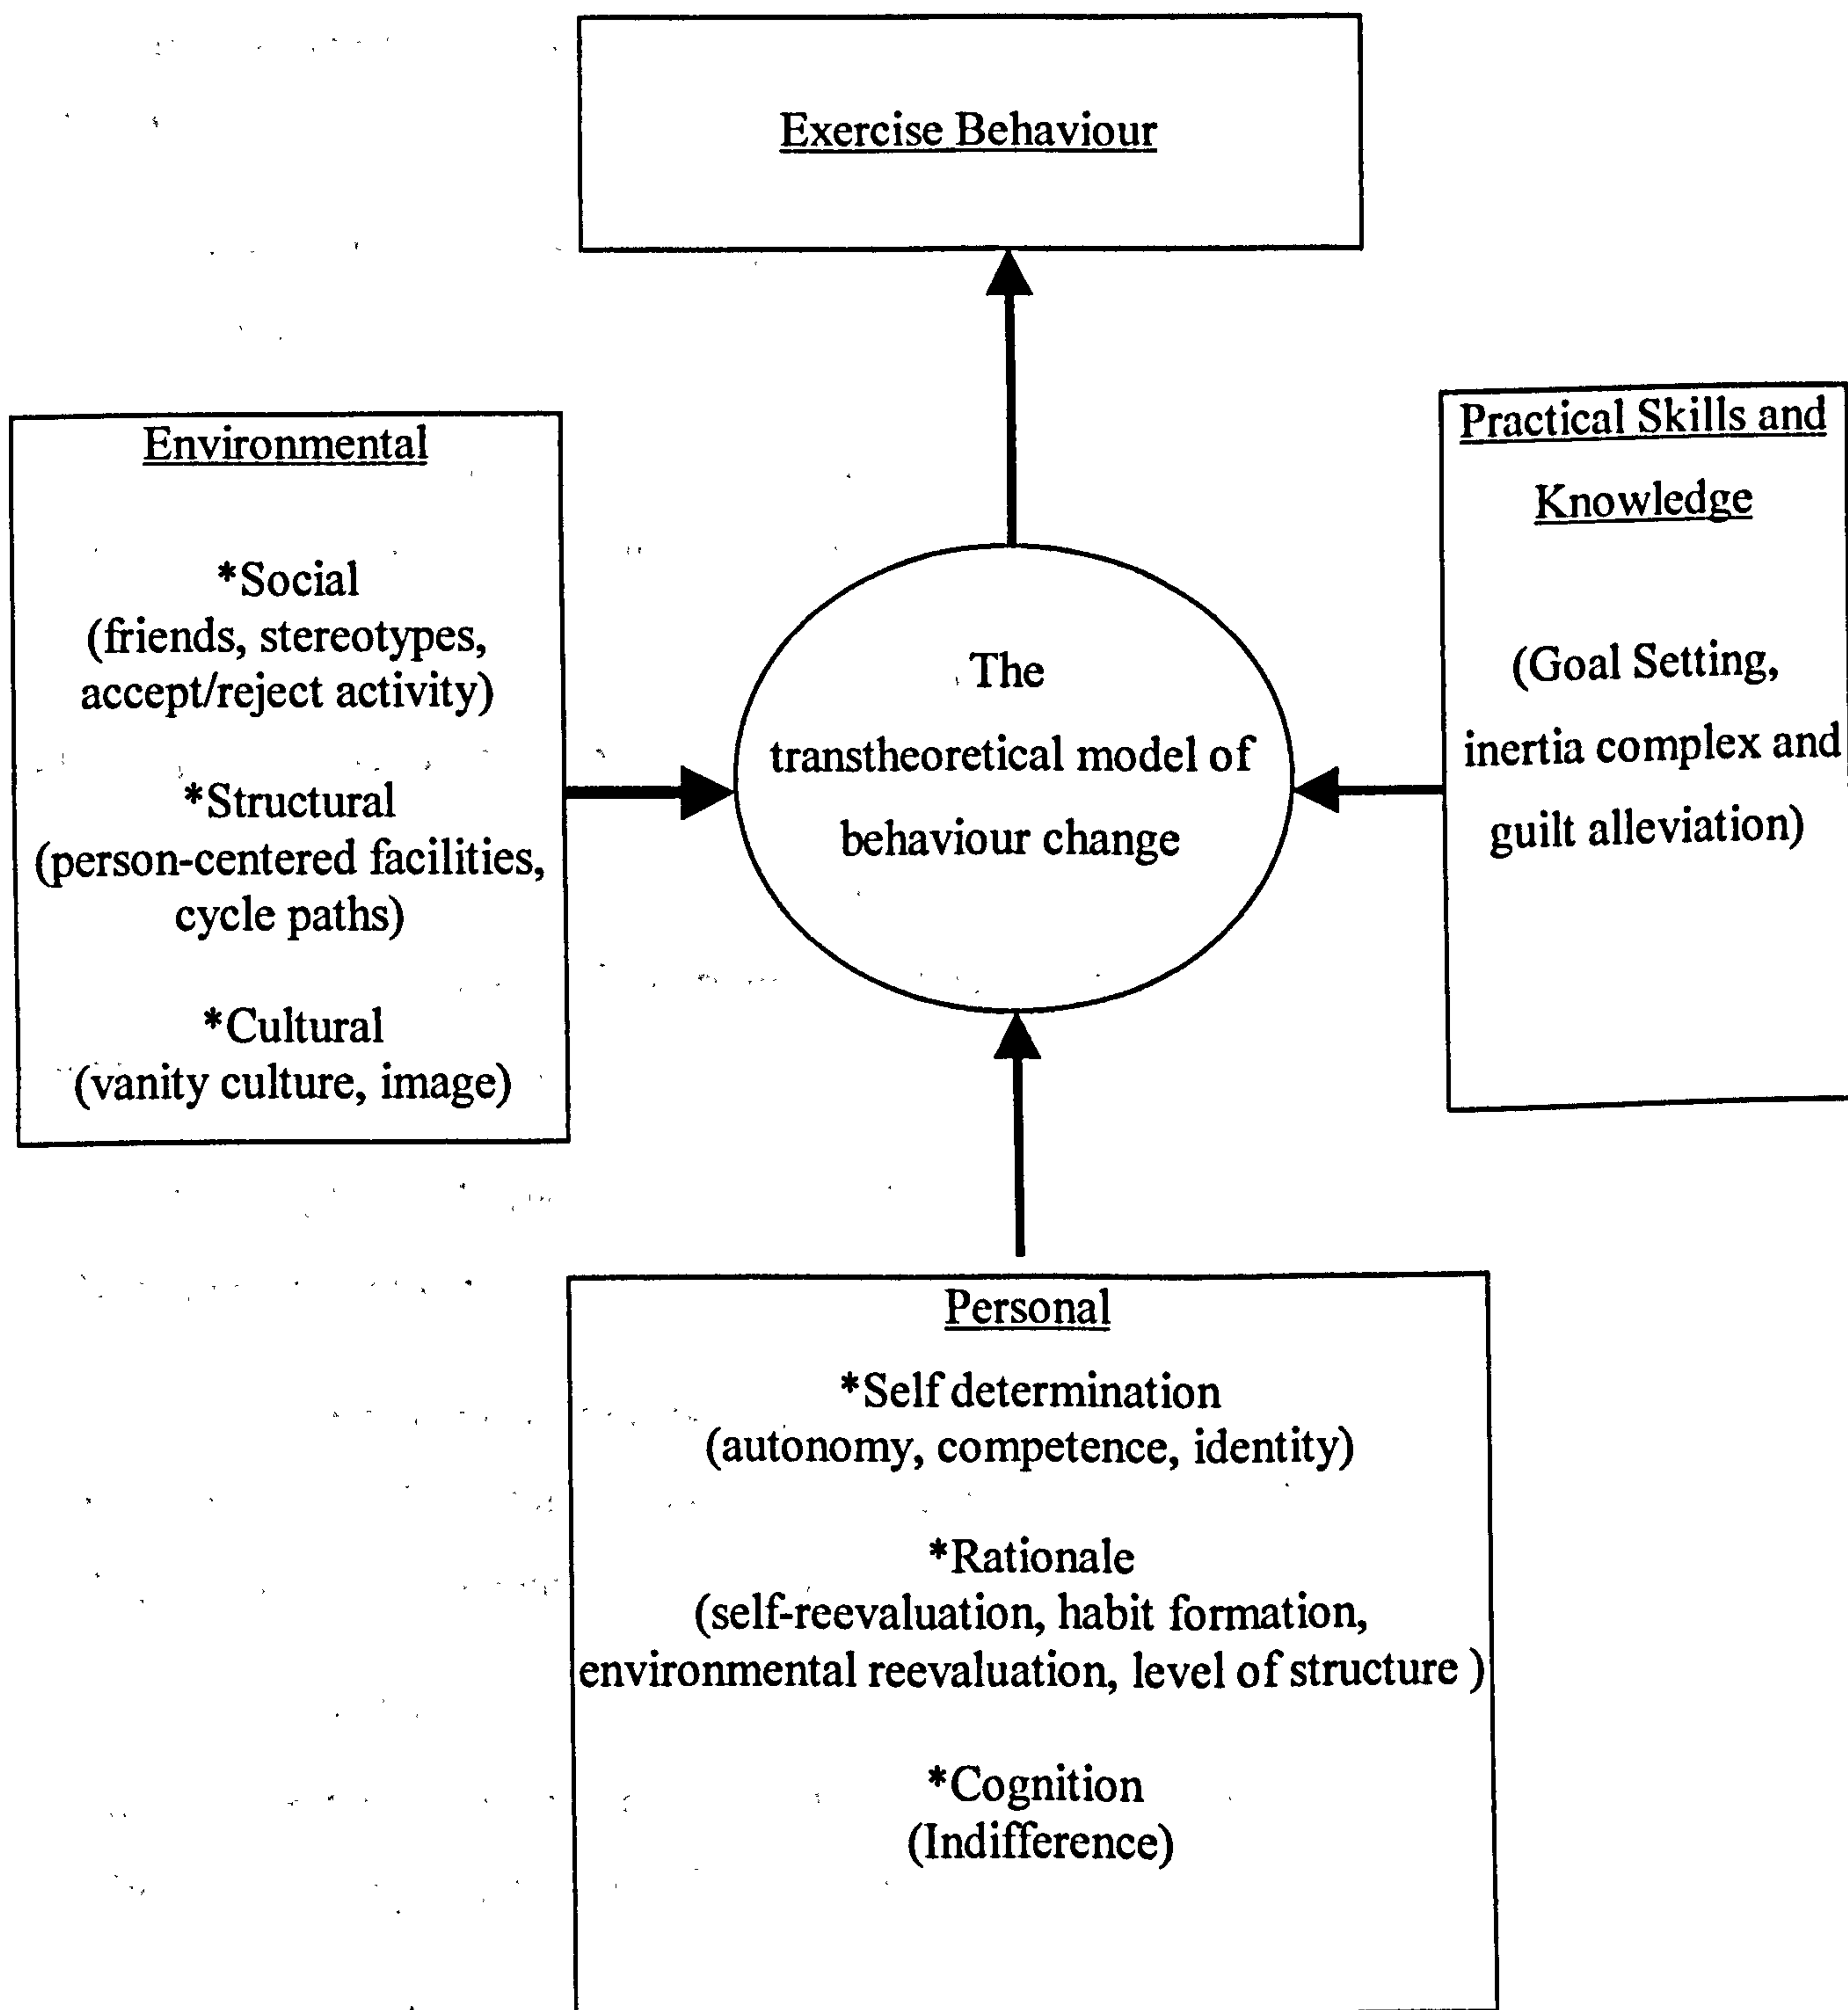 Exercise Behaviour
Environmental
*Social
(friends, stereotypes,
accept/reject activity)
*Structural
(person-centered facilities,
cycle paths)
*Cultural
(vanity culture, image)
The
transtheoretical model of
behaviour change
Practical Skills and
Knowledge
(Goal Setting,
inertia complex and
guilt alleviation)
Personal
*Self determination
(autonomy, competence, identity)
*Rationale
(self-reevaluation, habit formation,
environmental reevaluation, level of structure )
*Cognition
(Indifference)